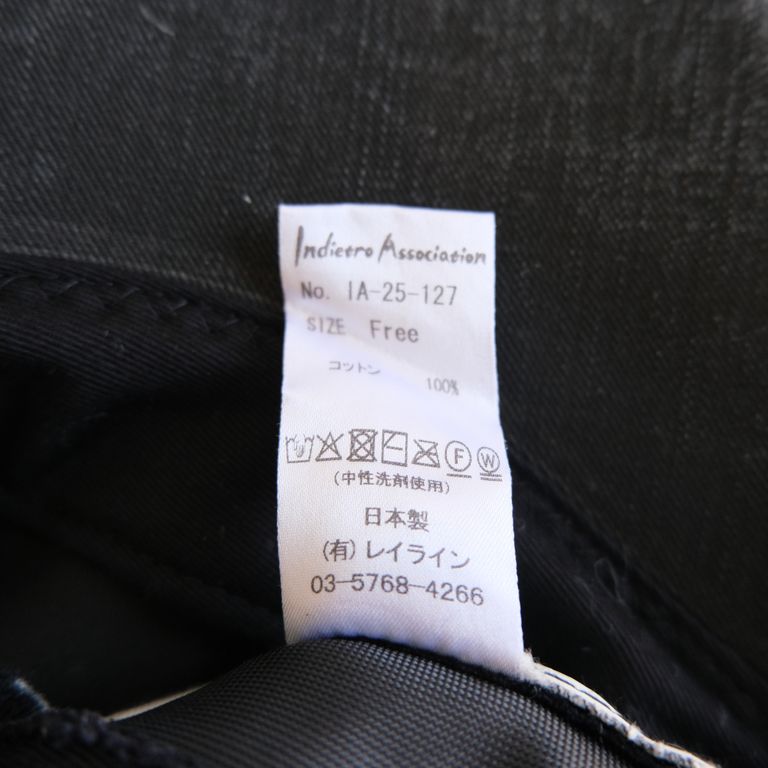 Indietro Association
No. IA-25-127
SIZE Free
コットン
100%
F W
(中性洗剤使用)
日本製
(有)レイライン
03-5768-4266